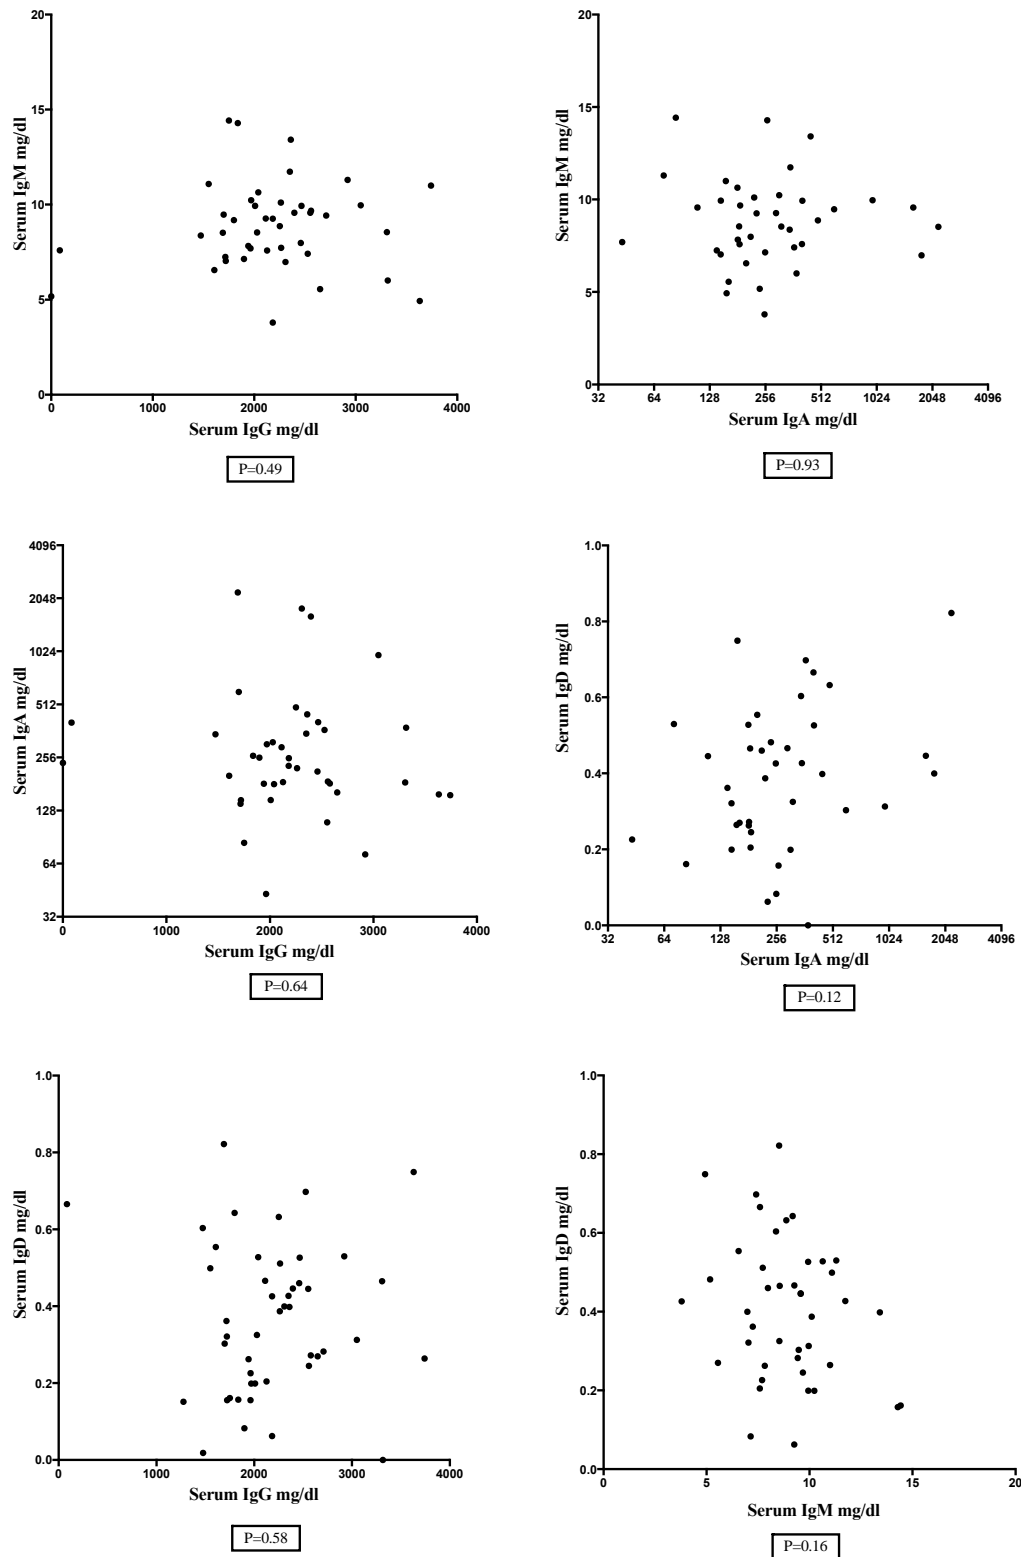 20
15
10
5
0
Serum IgM mg/dl
0 1000 2000 3000 4000
Serum IgG mg/dl
P=0.49
20
15
10
5
0
Serum IgM mg/dl
32 64 128 256 512 1024 2048 4096
Serum IgA mg/dl
P=0.93
4096
2048
1024
512
256
128
64
32
Serum IgA mg/dl
0 1000 2000 3000 4000
Serum IgG mg/dl
P=0.64
1.0
0.8
0.6
0.4
0.2
0.0
Serum IgD mg/dl
32 64 128 256 512 1024 2048 4096
Serum IgA mg/dl
P=0.12
1.0
0.8
0.6
0.4
0.2
0.0
Serum IgD mg/dl
0 1000 2000 3000 4000
Serum IgG mg/dl
P=0.58
1.0
0.8
0.6
0.4
0.2
0.0
Serum IgD mg/dl
0 5 10 15 20
Serum IgM mg/dl
P=0.16